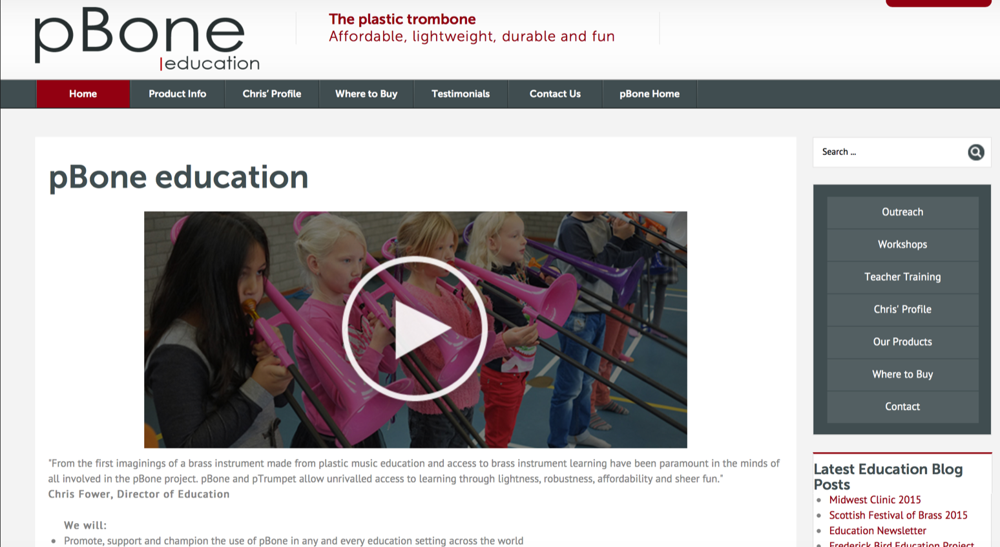 pBone
|education
The plastic trombone
Affordable, lightweight, durable and fun
Home
Product Info
Chris' Profile
Where to Buy
Testimonials
Contact Us
pBone Home
pBone education
"From the first imaginings of a brass instrument made from plastic music education and access to brass instrument learning have been paramount in the minds of
all involved in the pBone project. pBone and pTrumpet allow unrivalled access to learning through lightness, robustness, affordability and sheer fun."
Chris Fower, Director of Education
We will:
• Promote, support and champion the use of pBone in any and every education setting across the world
Search ...
Outreach
Workshops
Teacher Training
Chris' Profile
Our Products
Where to Buy
Contact
Latest Education Blog
Posts
• Midwest Clinic 2015
• Scottish Festival of Brass 2015
• Education Newsletter
• Frederick Bird Education Project